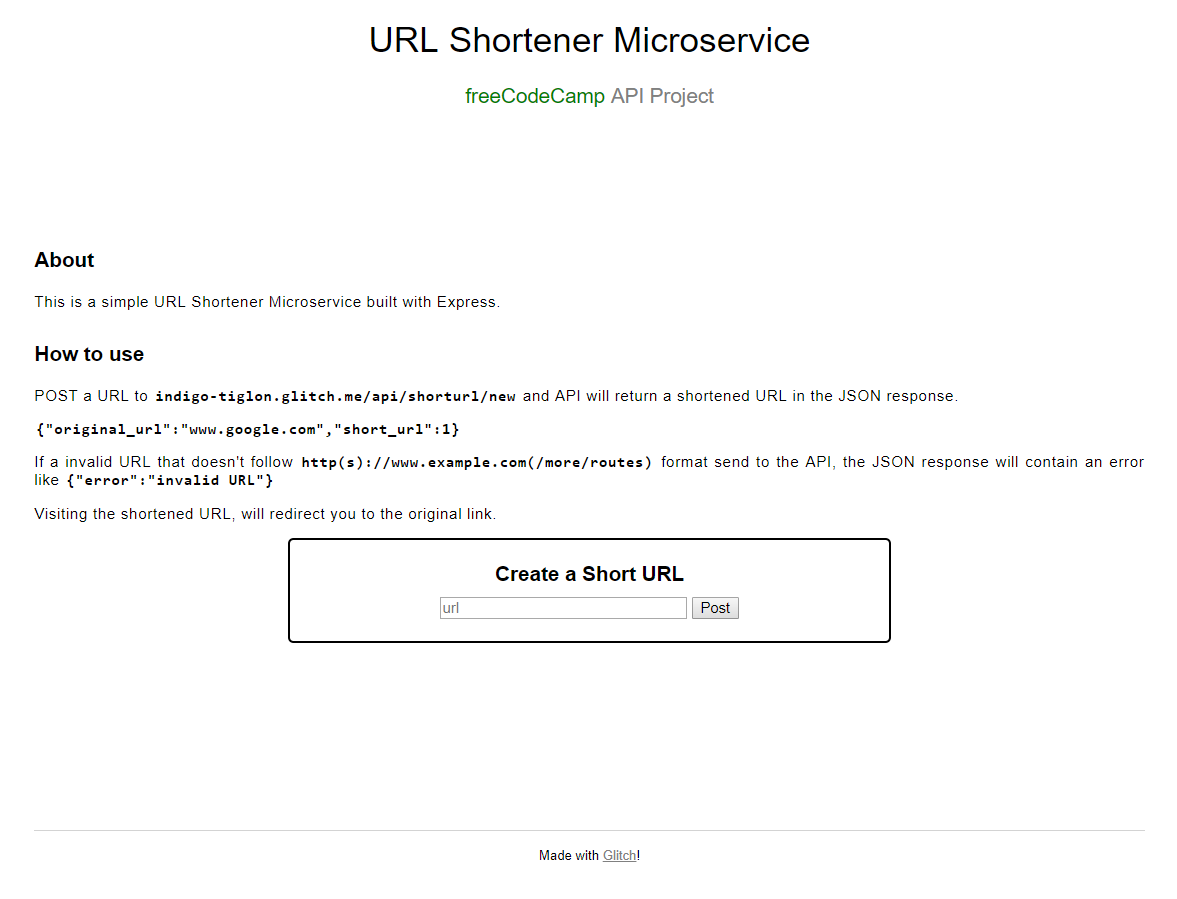 URL Shortener Microservice
freeCodeCamp API Project
About
This is a simple URL Shortener Microservice built with Express.
How to use
POST a URL to indigo-tiglon.glitch.me/api/shorturl/new and API will return a shortened URL in the JSON response.
{"original_url":"www.google.com","short_url":1}
If a invalid URL that doesn't follow http(s)://www.example.com(/more/routes) format send to the API, the JSON response will contain an error
like {"error":"invalid URL"}
Visiting the shortened URL, will redirect you to the original link.
Create a Short URL
url Post
Made with Glitch!